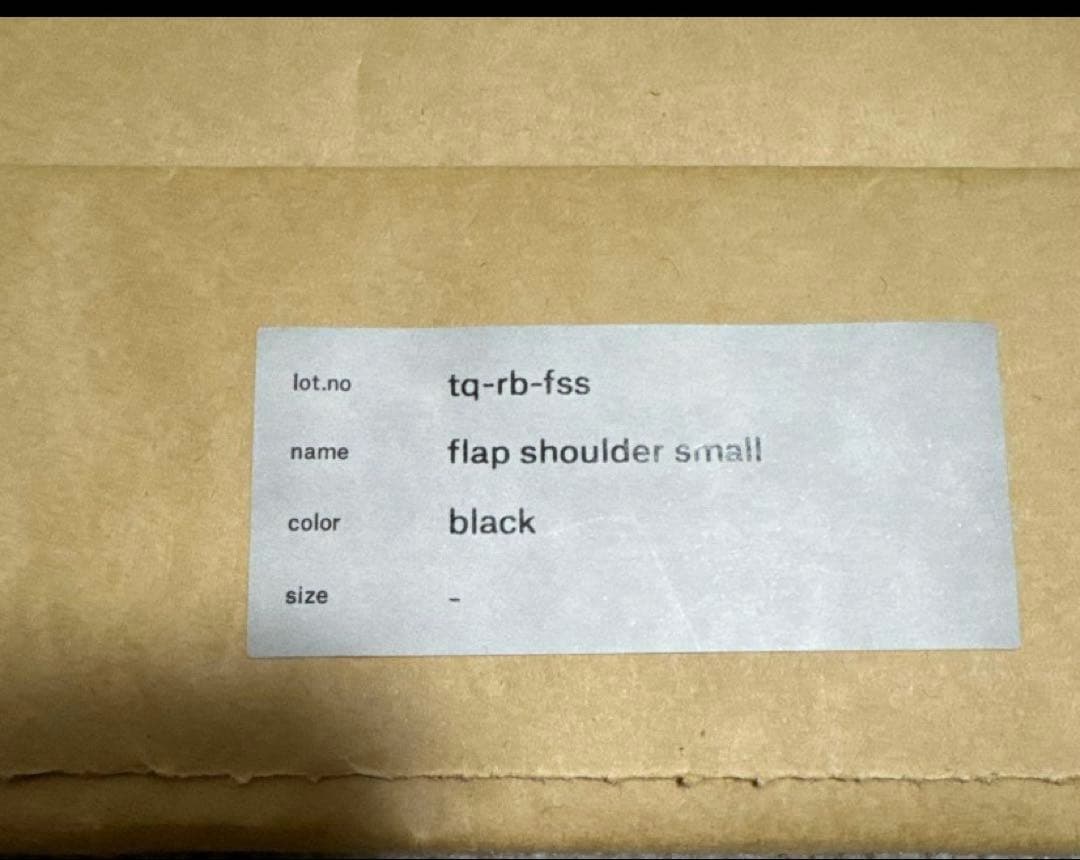 lot.no tq-rb-fss
name flap shoulder small
color black
size -